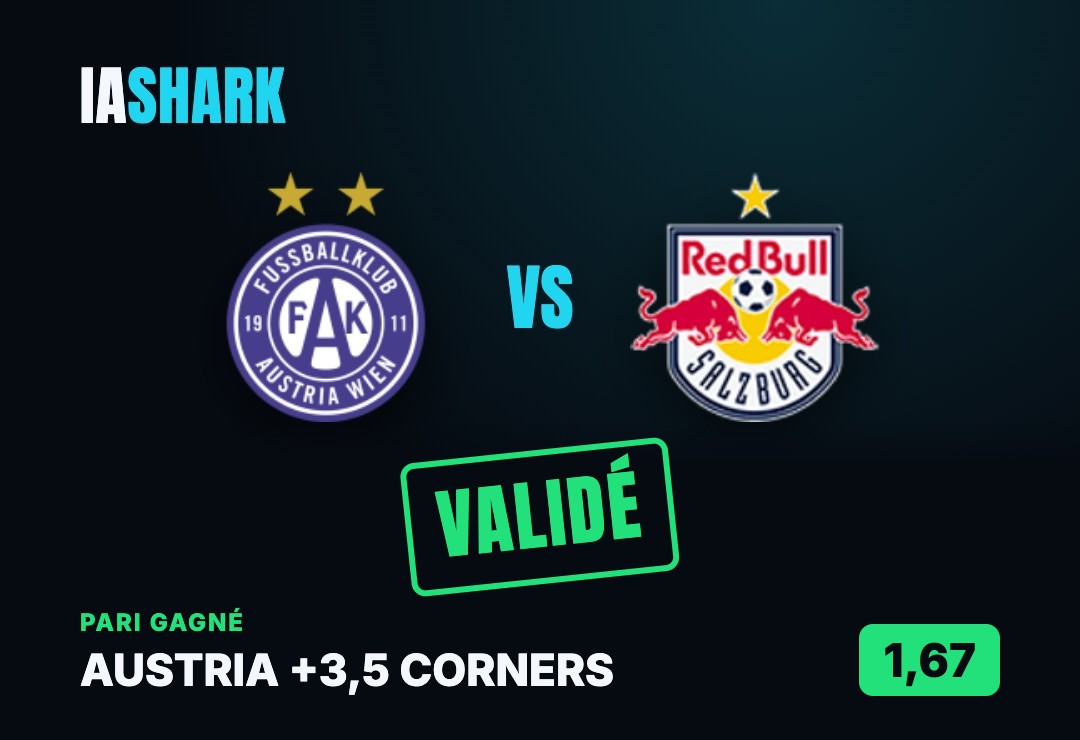 IASHARK
FUSSBALLKLUB
19 FAK 11
AUSTRIA WIEN
VS
Red Bull
SALZBURG
VALIDÉ
PARI GAGNÉ
AUSTRIA +3,5 CORNERS
1,67